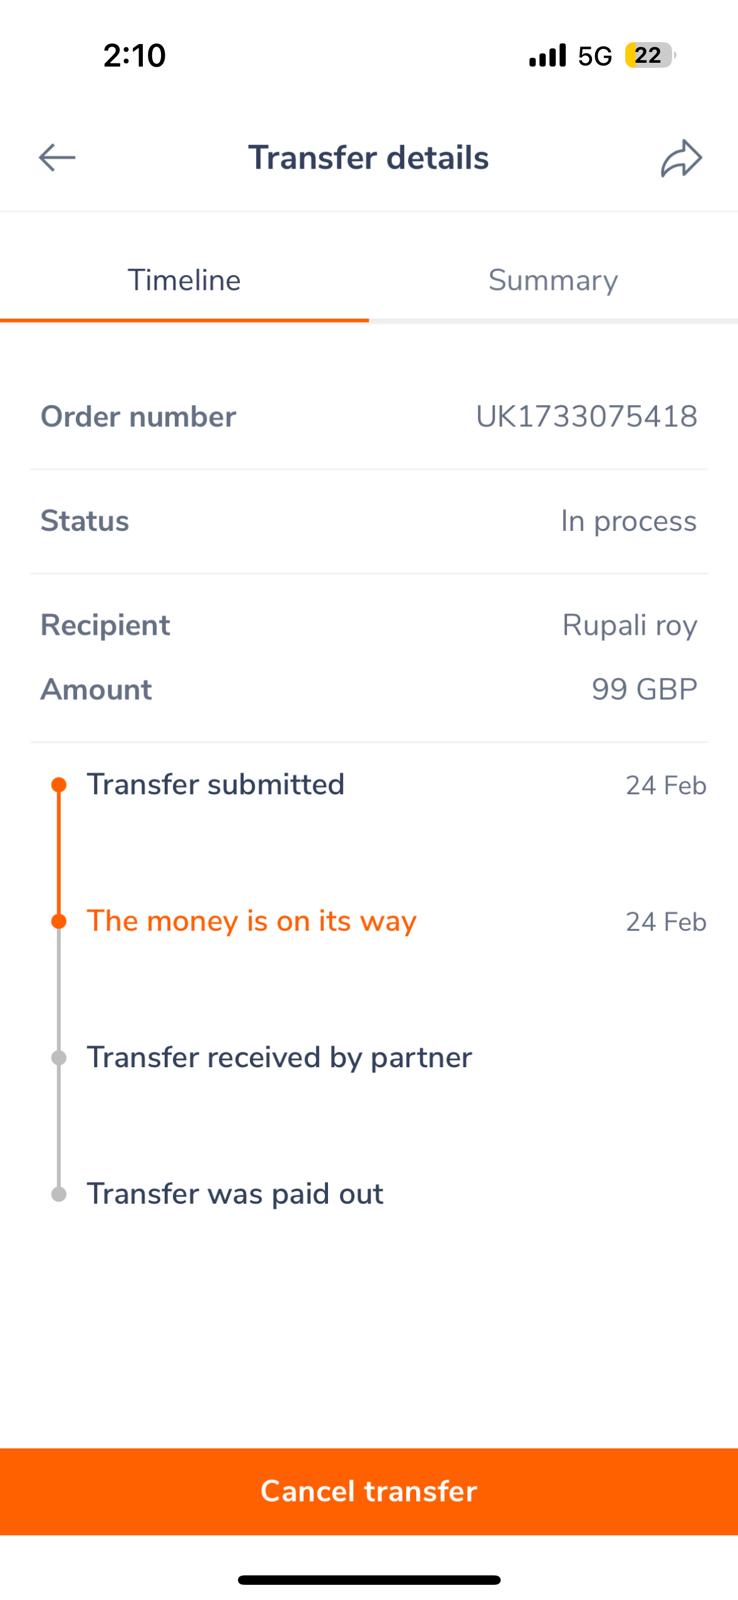 2:10
5G 22
Transfer details
Timeline Summary
Order number UK1733075418
Status In process
Recipient Rupali roy
Amount 99 GBP
Transfer submitted 24 Feb
The money is on its way 24 Feb
Transfer received by partner
Transfer was paid out
Cancel transfer